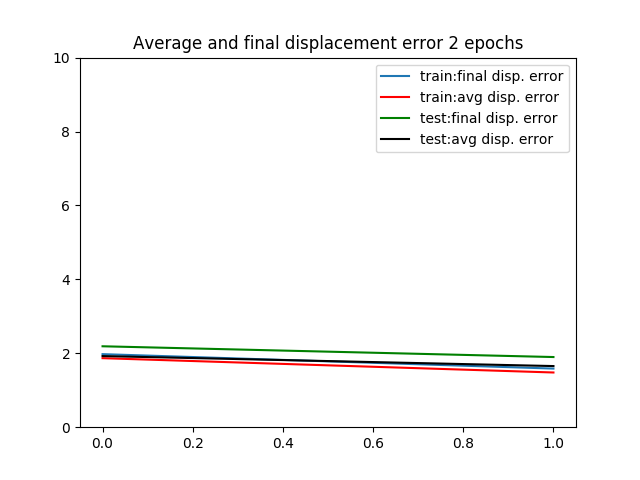 Average and final displacement error 2 epochs
train:final disp. error
train:avg disp. error
test:final disp. error
test:avg disp. error
10
8
6
4
2
0
0.0 0.2 0.4 0.6 0.8 1.0